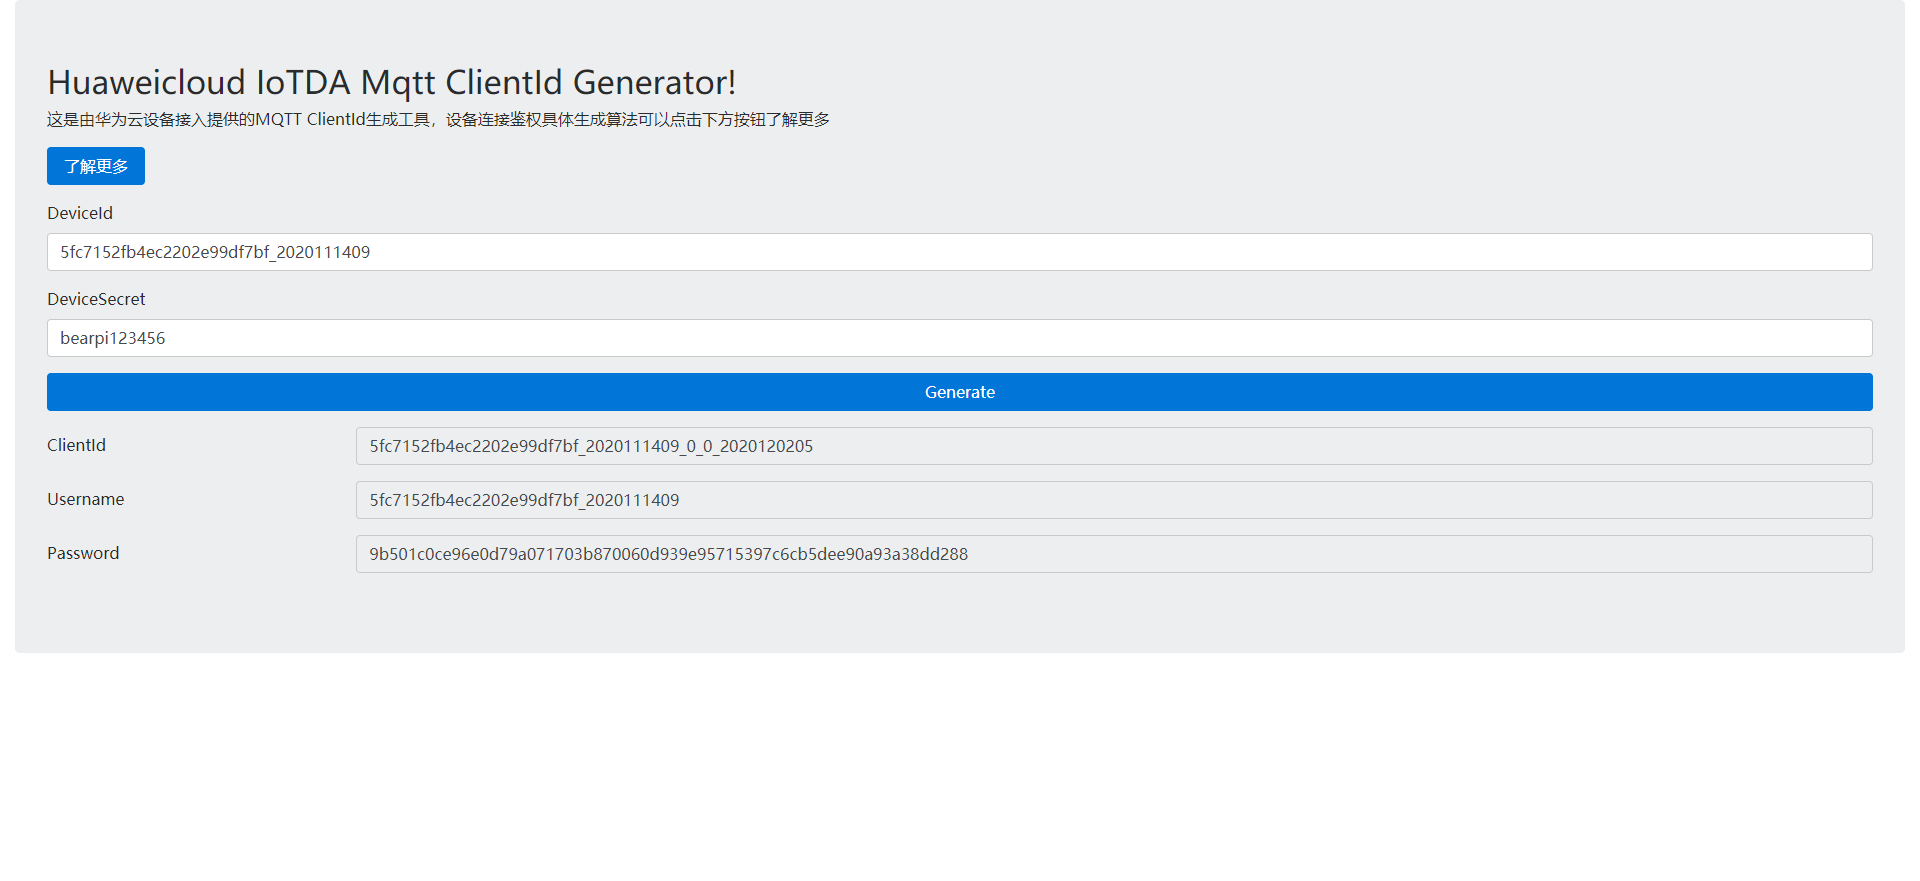 Huaweicloud IoTDA Mqtt ClientId Generator!
这是由华为云设备接入提供的MQTT ClientId生成工具，设备连接鉴权具体生成算法可以点击下方按钮了解更多
了解更多
DeviceId
5fc7152fb4ec2202e99df7bf_2020111409
DeviceSecret
bearpi123456
Generate
ClientId 5fc7152fb4ec2202e99df7bf_2020111409_0_0_2020120205
Username 5fc7152fb4ec2202e99df7bf_2020111409
Password 9b501c0ce96e0d79a071703b870060d939e95715397c6cb5dee90a93a38dd288